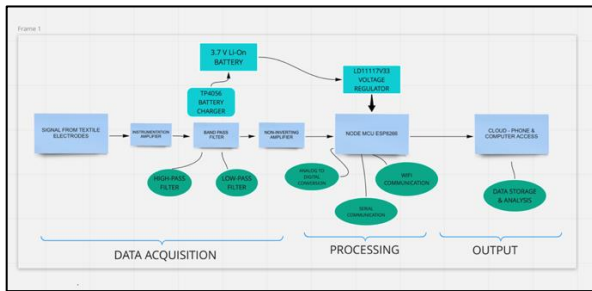 Frame 1
3.7 V Li-On
BATTERY
LD11117V33
VOLTAGE
REGULATOR
TP4056
BATTERY
CHARGER
SIGNAL FROM TEXTILE
ELECTRODES
INSTRUMENTATION
AMPLIFIER
BAND PASS
FILTER
NON-INVERTING
AMPLIFIER
NODE MCU ESP8266
CLOUD - PHONE &
COMPUTER ACCESS
HIGH-PASS
FILTER
LOW-PASS
FILTER
ANALOG TO
DIGITAL
CONVERSION
SERIAL
COMMUNICATION
WIFI
COMMUNICATION
DATA STORAGE
& ANALYSIS
DATA ACQUISITION
PROCESSING
OUTPUT